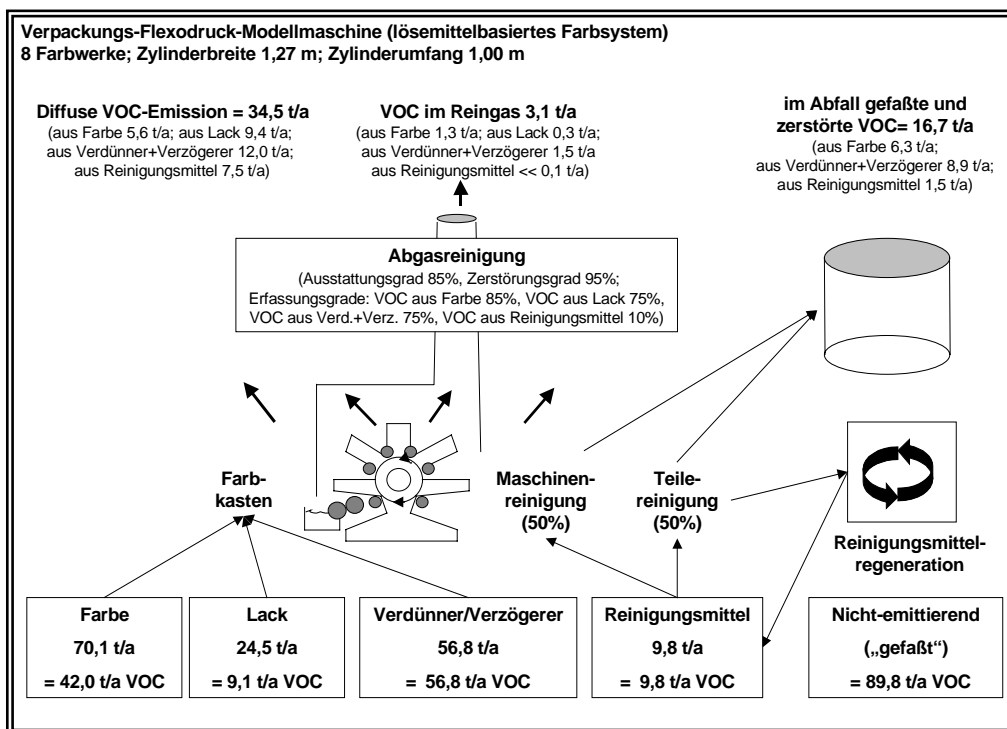 Verpackungs-Flexodruck-Modellmaschine (lösemittelbasiertes Farbsystem)
8 Farbwerke; Zylinderbreite 1,27 m; Zylinderumfang 1,00 m
Diffuse VOC-Emission = 34,5 t/a
(aus Farbe 5,6 t/a; aus Lack 9,4 t/a;
aus Verdünner+Verzögerer 12,0 t/a;
aus Reinigungsmittel 7,5 t/a)
VOC im Reingas 3,1 t/a
(aus Farbe 1,3 t/a; aus Lack 0,3 t/a;
aus Verdünner+Verzögerer 1,5 t/a
aus Reinigungsmittel << 0,1 t/a)
im Abfall gefaßte und
zerstörte VOC= 16,7 t/a
(aus Farbe 6,3 t/a;
aus Verdünner+Verzögerer 8,9 t/a;
aus Reinigungsmittel 1,5 t/a)
Abgasreinigung
(Ausstattungsgrad 85%, Zerstörungsgrad 95%;
Erfassungsgrade: VOC aus Farbe 85%, VOC aus Lack 75%,
VOC aus Verd.+Verz. 75%, VOC aus Reinigungsmittel 10%)
Farb-
kasten
Maschinen-
reinigung
(50%)
Teile-
reinigung
(50%)
Reinigungsmittel-
regeneration
Farbe
70,1 t/a
= 42,0 t/a VOC
Lack
24,5 t/a
= 9,1 t/a VOC
Verdünner/Verzögerer
56,8 t/a
= 56,8 t/a VOC
Reinigungsmittel
9,8 t/a
= 9,8 t/a VOC
Nicht-emittierend
(„gefaßt“)
= 89,8 t/a VOC